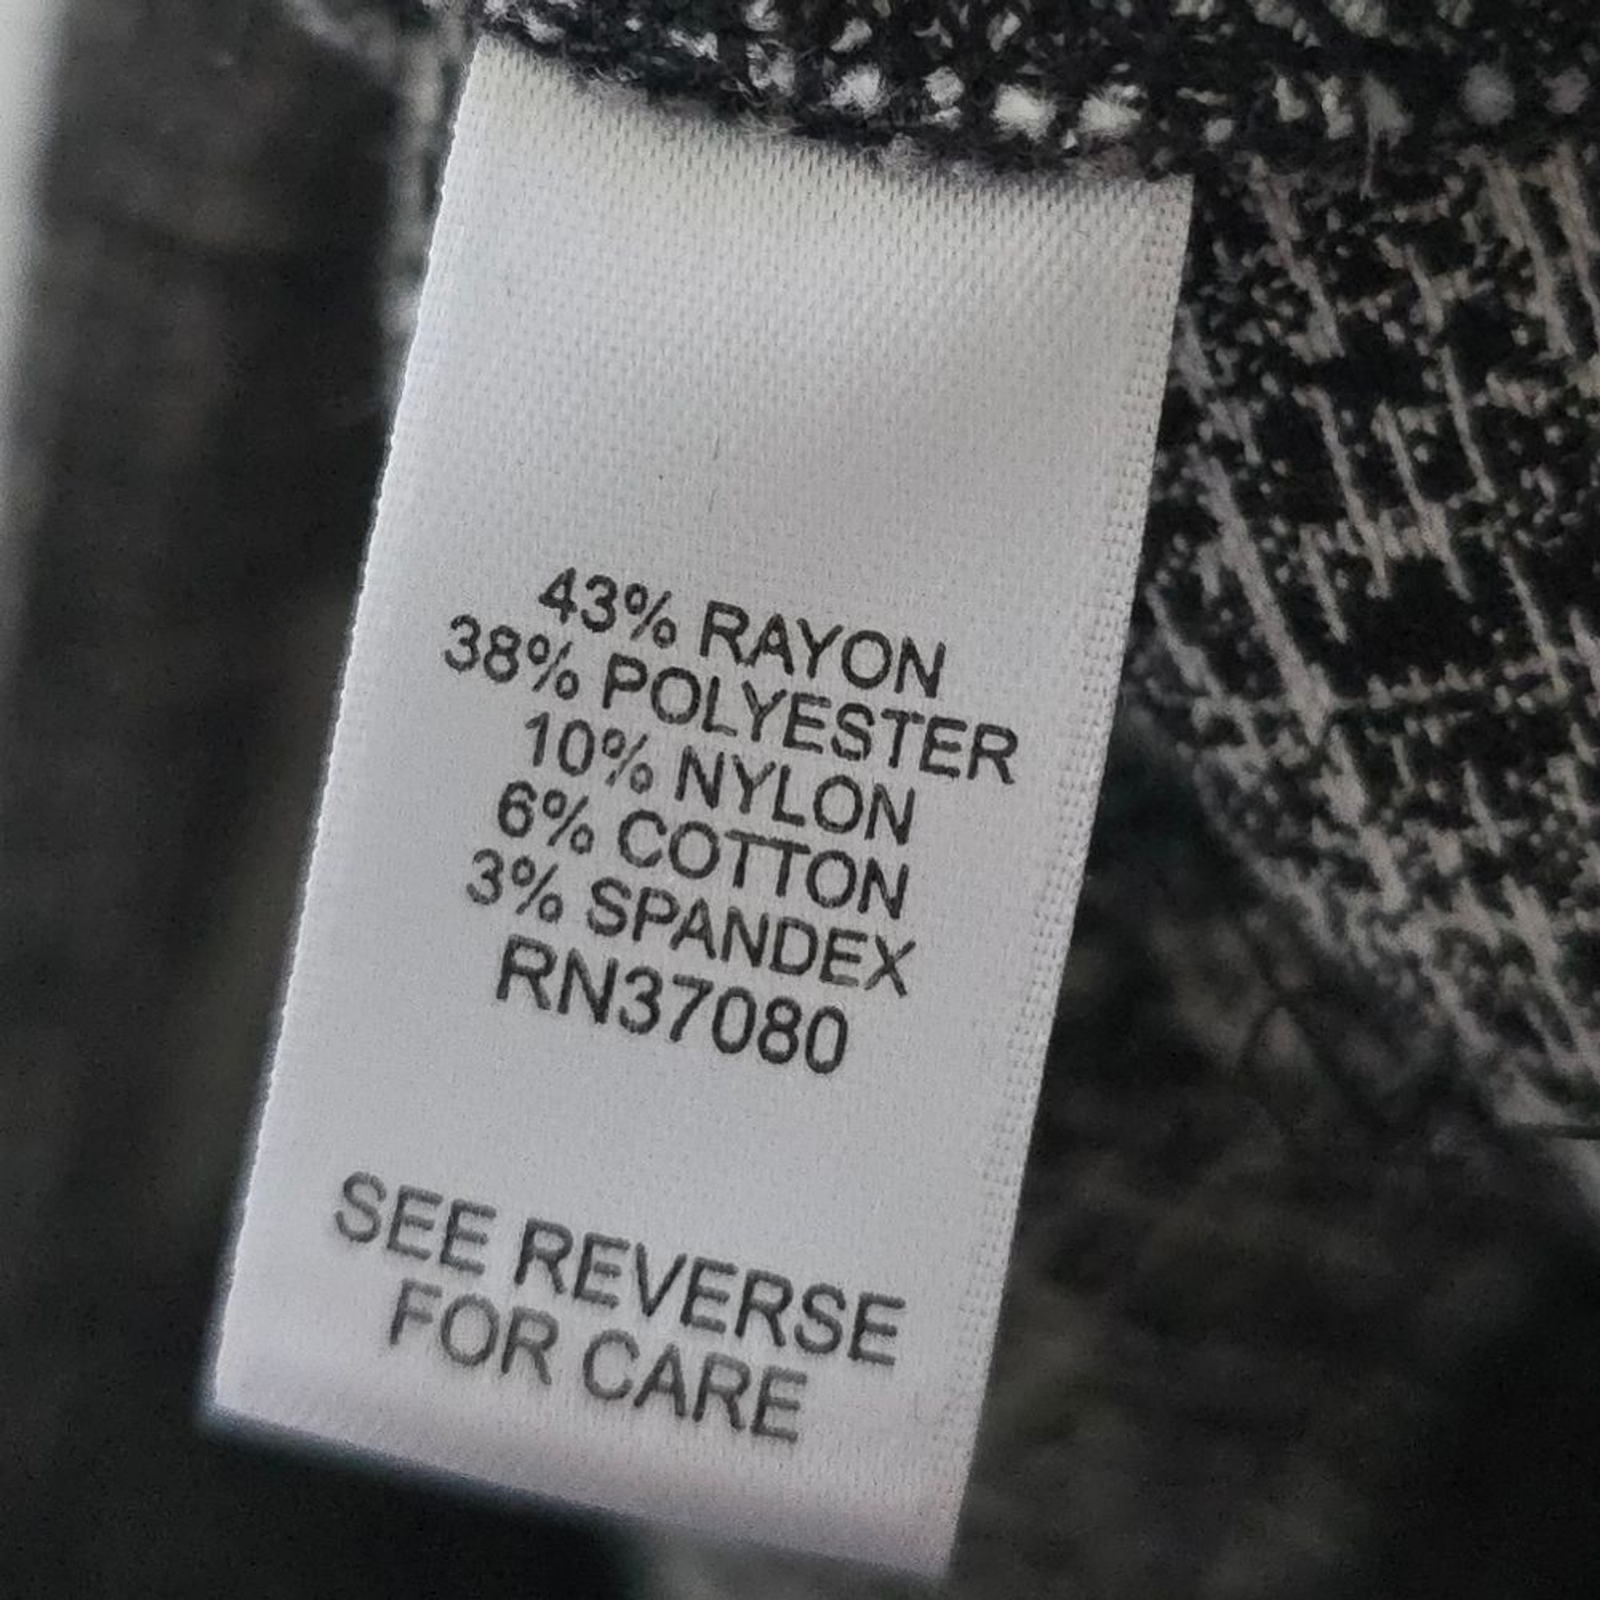 43% RAYON
38% POLYESTER
10% NYLON
6% COTTON
3% SPANDEX
RN37080
SEE REVERSE
FOR CARE